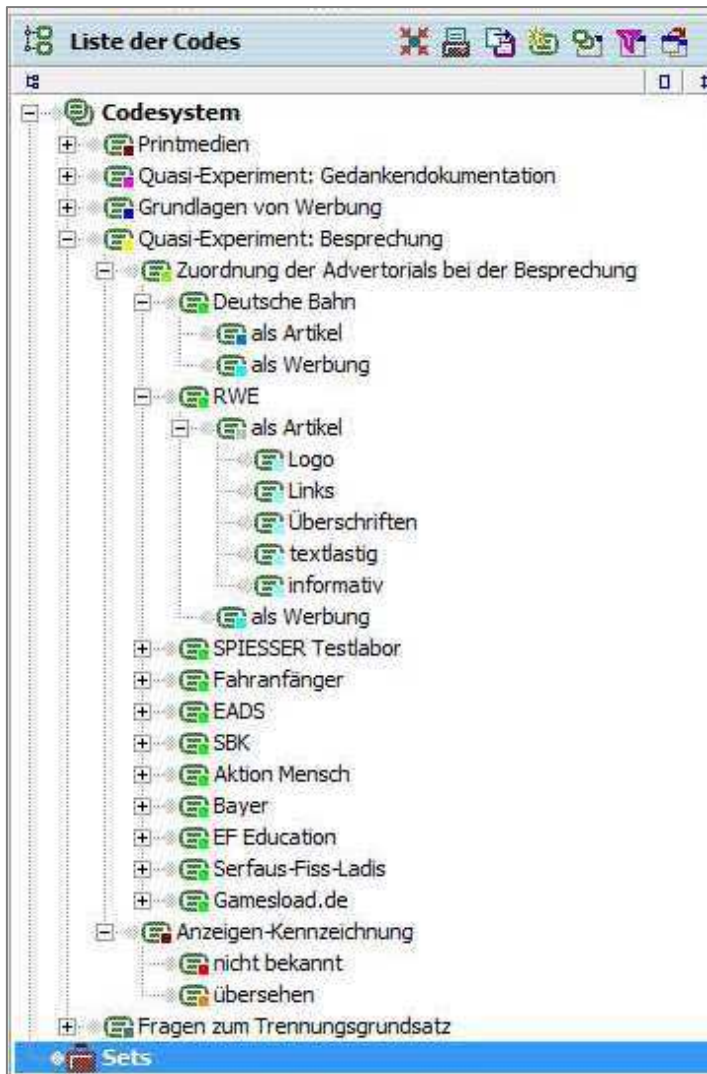 Liste der Codes
Codesystem
Printmedien
Quasi-Experiment: Gedankendokumentation
Grundlagen von Werbung
Quasi-Experiment: Besprechung
Zuordnung der Advertorials bei der Besprechung
Deutsche Bahn
als Artikel
als Werbung
RWE
als Artikel
Logo
Links
Überschriften
textlastig
informativ
als Werbung
SPIESSER Testlabor
Fahranfänger
EADS
SBK
Aktion Mensch
Bayer
EF Education
Serfaus-Fiss-Ladis
Gamesload.de
Anzeigen-Kennzeichnung
nicht bekannt
übersehen
Fragen zum Trennungsgrundsatz
Sets